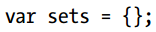 var sets = {};